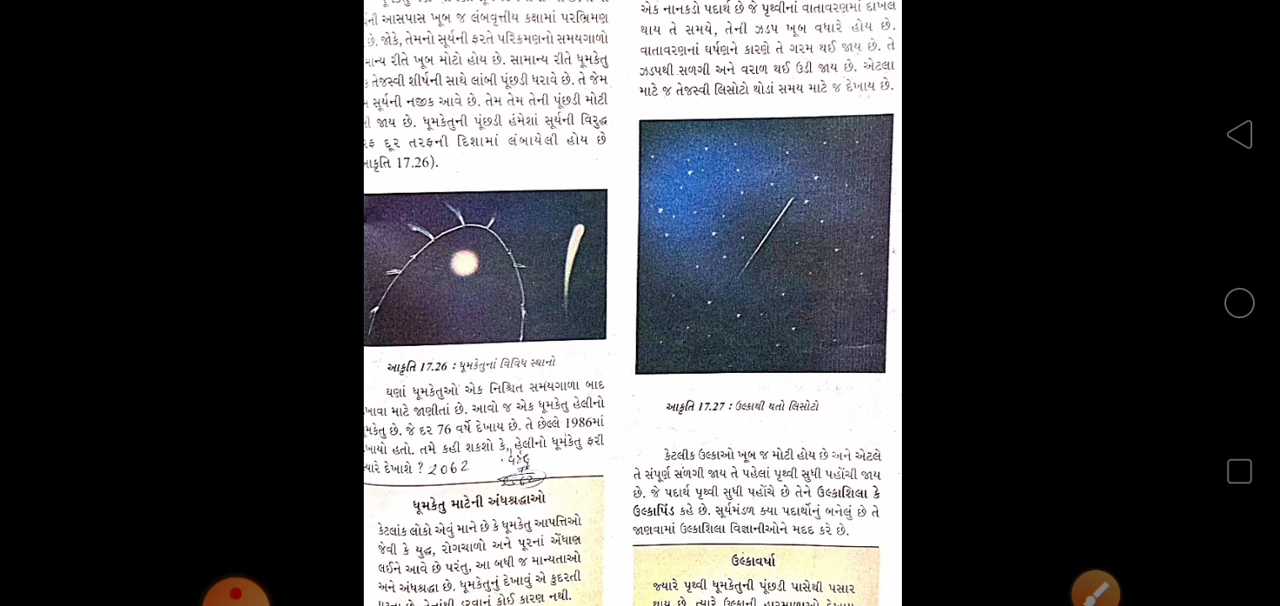 આસપાસ ખૂબ જ લંબવૃત્તીય કક્ષામાં પરભ્રિમણ
છે. જોકે, તેમનો સૂર્યની ફરતે પરિક્રમણનો સમયગાળો
રીતે ખૂબ મોટો હોય છે. સામાન્ય રીતે ધૂમકેતુ
તેજસ્વી શીર્ષની સાથે લાંબી પૂંછડી ધરાવે છે. તે જેમ
સૂર્યની નજીક આવે છે. તેમ તેમ તેની પૂંછડી મોટી
જાય છે. ધૂમકેતુની પૂંછડી હંમેશાં સૂર્યની વિરુદ્ધ
દૂર તરફની દિશામાં લંબાયેલી હોય છે
17.26).
આકૃતિ 17.26 : ધૂમકેતુનાં વિવિધ સ્થાનો
ઘણાં ધૂમકેતુઓ એક નિશ્ચિત સમયગાળા બાદ
માટે જાણીતાં છે. આવો જ એક ધૂમકેતુ હેલીનો
છે. જે દર 76 વર્ષે દેખાય છે. તે છેલ્લે 1986માં
હતો. તમે કહી શકશો કે, હેલીનો ધૂમકેતુ ફરી
દેખાશે ? 2062
ધૂમકેતુ માટેની અંધશ્રદ્ધાઓ
કેટલાંક લોકો એવું માને છે કે ધૂમકેતુ આપત્તિઓ
જેવી કે યુદ્ધ, રોગચાળો અને પૂરનાં એંધાણ
લઈને આવે છે પરંતુ, આ બધી જ માન્યતાઓ
અને અંધશ્રદ્ધા છે. ધૂમકેતુનું દેખાવું એ કુદરતી
કોઈ કારણ નથી.
એક નાનકડો પદાર્થ છે જે પૃથ્વીનાં વાતાવરણમાં દાખલ
થાય તે સમયે, તેની ઝડપ ખૂબ વધારે હોય છે.
વાતાવરણનાં ઘર્ષણને કારણે તે ગરમ થઈ જાય છે. તે
ઝડપથી સળગી અને વરાળ થઈ ઉડી જાય છે. એટલા
માટે જ તેજસ્વી લિસોટો થોડાં સમય માટે જ દેખાય છે.
આકૃતિ 17.27 : ઉલ્કાથી થતો લિસોટો
કેટલીક ઉલ્કાઓ ખૂબ જ મોટી હોય છે અને એટલે
તે સંપૂર્ણ સળગી જાય તે પહેલાં પૃથ્વી સુધી પહોંચી જાય
છે. જે પદાર્થ પૃથ્વી સુધી પહોંચે છે તેને ઉલ્કાશિલા કે
ઉલ્કાપિંડ કહે છે. સૂર્યમંડળ ક્યા પદાર્થોનું બનેલું છે તે
જાણવામાં ઉલ્કાશિલા વિજ્ઞાનીઓને મદદ કરે છે.
ઉલ્કાવર્ષા
જ્યારે પૃથ્વી ધૂમકેતુની પૂંછડી પાસેથી પસાર
થાય છે, ત્યારે ઉલ્કાની હારમાળાઓ